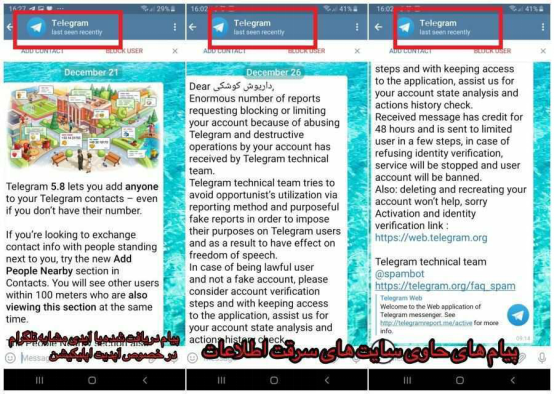 16:27
29%
Telegram
last seen recently
ADD CONTACT
BLOCK USER
December 21
Telegram 5.8 lets you add anyone
to your Telegram contacts – even
if you don't have their number.
If you're looking to exchange
contact info with people standing
next to you, try the new Add
People Nearby section in
Contacts. You will see other users
within 100 meters who are also
viewing this section at the same
time.
پیام دریافت شده با آیدی مشابه تلگرام
در خصوص آپدیت اپلیکیشن
Message
16:02
41%
Telegram
last seen recently
ADD CONTACT
BLOCK USER
December 26
Dear داریوش کوشکی,
Enormous number of reports
requesting blocking or limiting
your account because of abusing
Telegram and destructive
operations by your account has
received by Telegram technical
team.
Telegram technical team tries to
avoid opportunist's utilization via
reporting method and purposeful
fake reports in order to impose
their purposes on Telegram users
and as a result to have effect on
freedom of speech.
In case of being lawful user
and not a fake account, please
consider account verification
steps and with keeping access
to the application, assist us for
your account state analysis and
actions history check.
16:02
41%
Telegram
last seen recently
ADD CONTACT
BLOCK USER
steps and with keeping access
to the application, assist us for
your account state analysis and
actions history check.
Received message has credit for
48 hours and is sent to limited
user in a few steps, in case of
refusing identity verification,
service will be stopped and user
account will be banned.
Also: deleting and recreating your
account won't help, sorry
Activation and identity
verification link :
https://web.telegram.org
Telegram technical team
@spambot
https://telegram.org/faq_spam
Telegram Web
Welcome to the Web application of
Telegram messenger. See
http://telegramreport.me/active for more
info.
پیام های حاوی سایت های سرقت اطلاعات